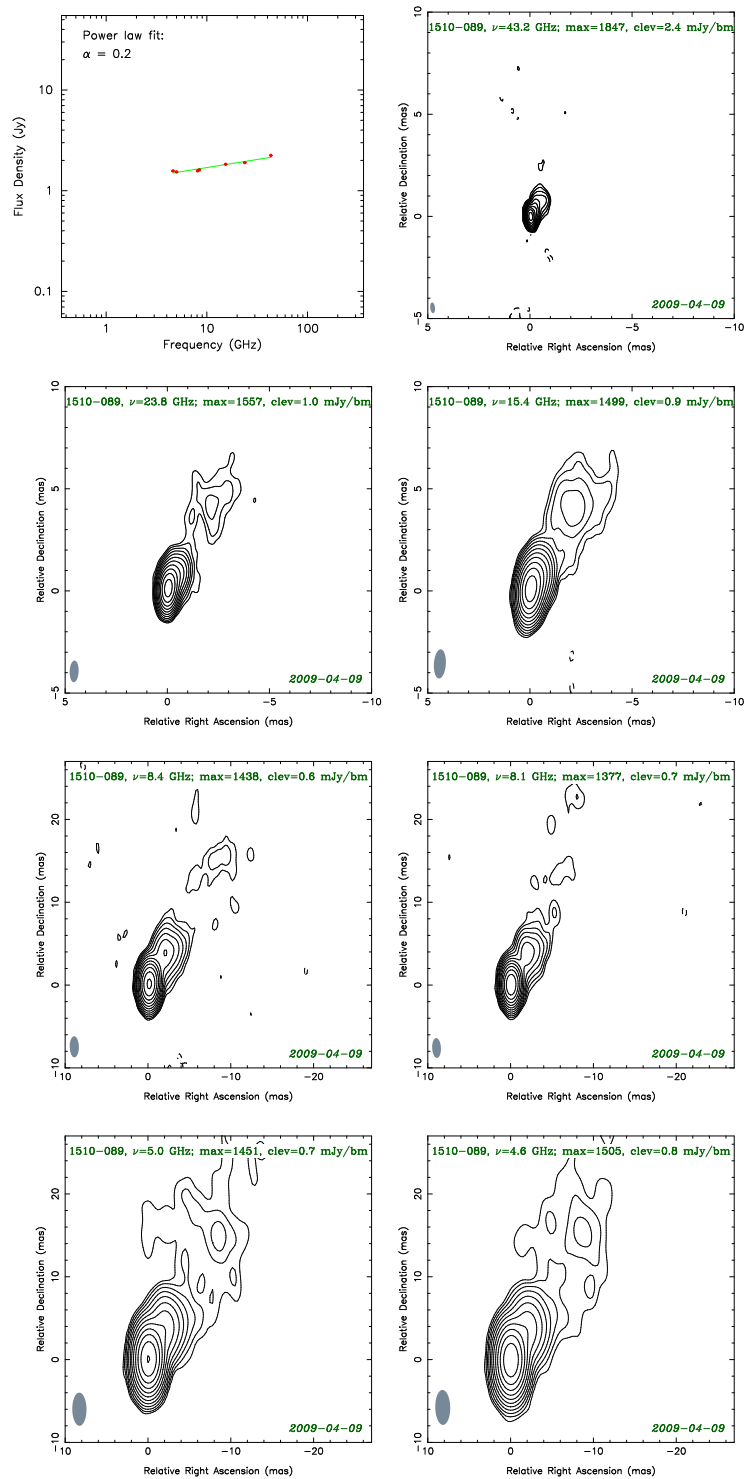 Power law fit:
α = 0.2
10
1
0.1
Flux Density (Jy)
1
10
100
Frequency (GHz)
1510−089, ν=43.2 GHz; max=1847, clev=2.4 mJy/bm
10
5
0
−5
Relative Declination (mas)
2009−04−09
5
0
−5
−10
Relative Right Ascension (mas)
1510−089, ν=23.8 GHz; max=1557, clev=1.0 mJy/bm
10
5
0
−5
Relative Declination (mas)
2009−04−09
5
0
−5
−10
Relative Right Ascension (mas)
1510−089, ν=15.4 GHz; max=1499, clev=0.9 mJy/bm
10
5
0
−5
Relative Declination (mas)
2009−04−09
5
0
−5
−10
Relative Right Ascension (mas)
1510−089, ν=8.4 GHz; max=1438, clev=0.6 mJy/bm
20
10
0
−10
Relative Declination (mas)
2009−04−09
10
0
−10
−20
Relative Right Ascension (mas)
1510−089, ν=8.1 GHz; max=1377, clev=0.7 mJy/bm
20
10
0
−10
Relative Declination (mas)
2009−04−09
10
0
−10
−20
Relative Right Ascension (mas)
1510−089, ν=5.0 GHz; max=1451, clev=0.7 mJy/bm
20
10
0
−10
Relative Declination (mas)
2009−04−09
10
0
−10
−20
Relative Right Ascension (mas)
1510−089, ν=4.6 GHz; max=1505, clev=0.8 mJy/bm
20
10
0
−10
Relative Declination (mas)
2009−04−09
10
0
−10
−20
Relative Right Ascension (mas)